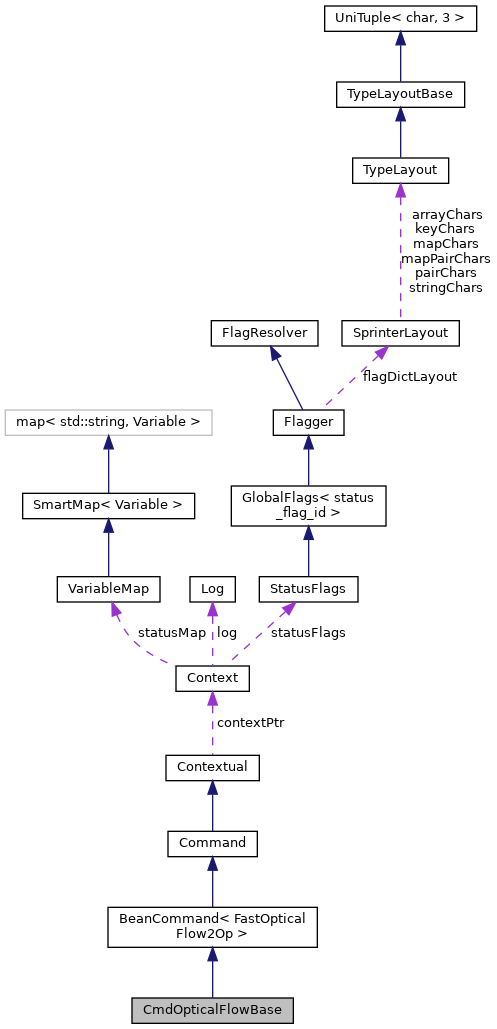 UniTuple< char, 3 >
TypeLayoutBase
TypeLayout
arrayChars
keyChars
mapChars
mapPairChars
pairChars
stringChars
FlagResolver
SprinterLayout
flagDictLayout
map< std::string, Variable >
Flagger
SmartMap< Variable >
GlobalFlags< status
_flag_id >
VariableMap
Log
StatusFlags
statusMap
log
statusFlags
Context
contextPtr
Contextual
Command
BeanCommand< FastOptical
Flow2Op >
CmdOpticalFlowBase